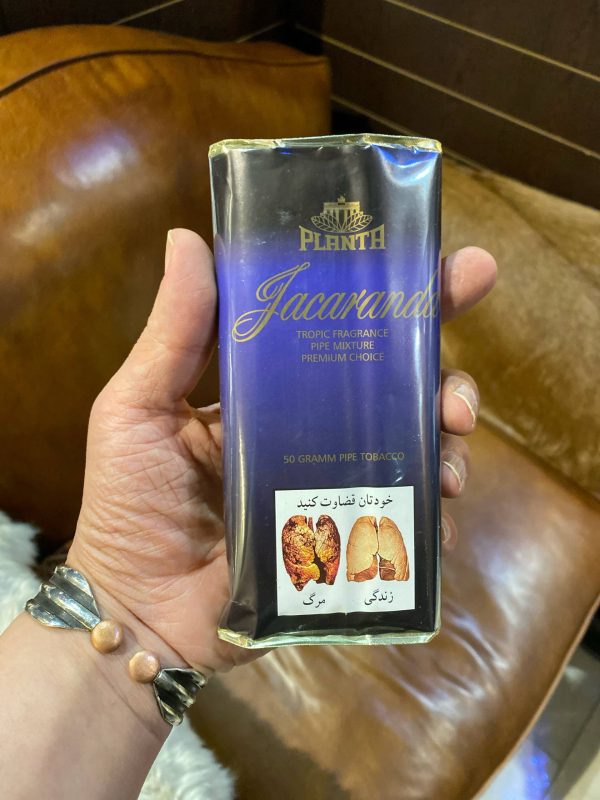 PLANTA
Jacaranda
TROPIC FRAGRANCE
PIPE MIXTURE
PREMIUM CHOICE
50 GRAMM PIPE TOBACCO
خودتان قضاوت کنید
زندگی مرگ